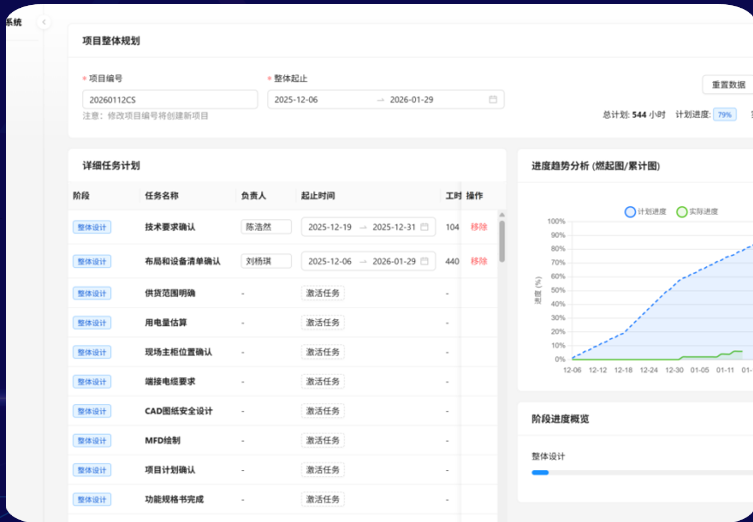 系统
项目整体规划
* 项目编号
* 整体起止
20260112CS
2025-12-06 → 2026-01-29
重置数据
注意：修改项目编号将创建新项目
总计划: 544 小时 计划进度: 79%
详细任务计划
阶段 任务名称 负责人 起止时间 工时 操作
整体设计 技术要求确认 陈浩然 2025-12-19 → 2025-12-31 104 移除
整体设计 布局和设备清单确认 刘杨琪 2025-12-06 → 2026-01-29 440 移除
整体设计 供货范围明确 - 激活任务 -
整体设计 用电量估算 - 激活任务 -
整体设计 现场主柜位置确认 - 激活任务 -
整体设计 端接电缆要求 - 激活任务 -
整体设计 CAD图纸安全设计 - 激活任务 -
整体设计 MFD绘制 - 激活任务 -
整体设计 项目计划确认 - 激活任务 -
整体设计 功能规格书完成 - 激活任务 -
进度趋势分析 (燃起图/累计图)
计划进度 实际进度
进度 (%)
100%
90%
80%
70%
60%
50%
40%
30%
20%
10%
0%
12-06 12-12 12-18 12-24 12-30 01-05 01-11 01-
阶段进度概览
整体设计